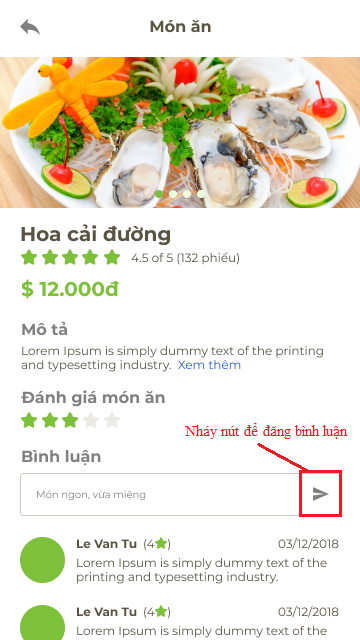 Món ăn
Hoa cải đường
4.5 of 5 (132 phiếu)
$ 12.000đ
Mô tả
Lorem Ipsum is simply dummy text of the printing
and typesetting industry. Xem thêm
Đánh giá món ăn
Nháy nút để đăng bình luận
Bình luận
Món ngon, vừa miệng
Le Van Tu (4★) 03/12/2018
Lorem Ipsum is simply dummy text of the
printing and typesetting industry.
Le Van Tu (4★) 03/12/2018
Lorem Ipsum is simply dummy text of the